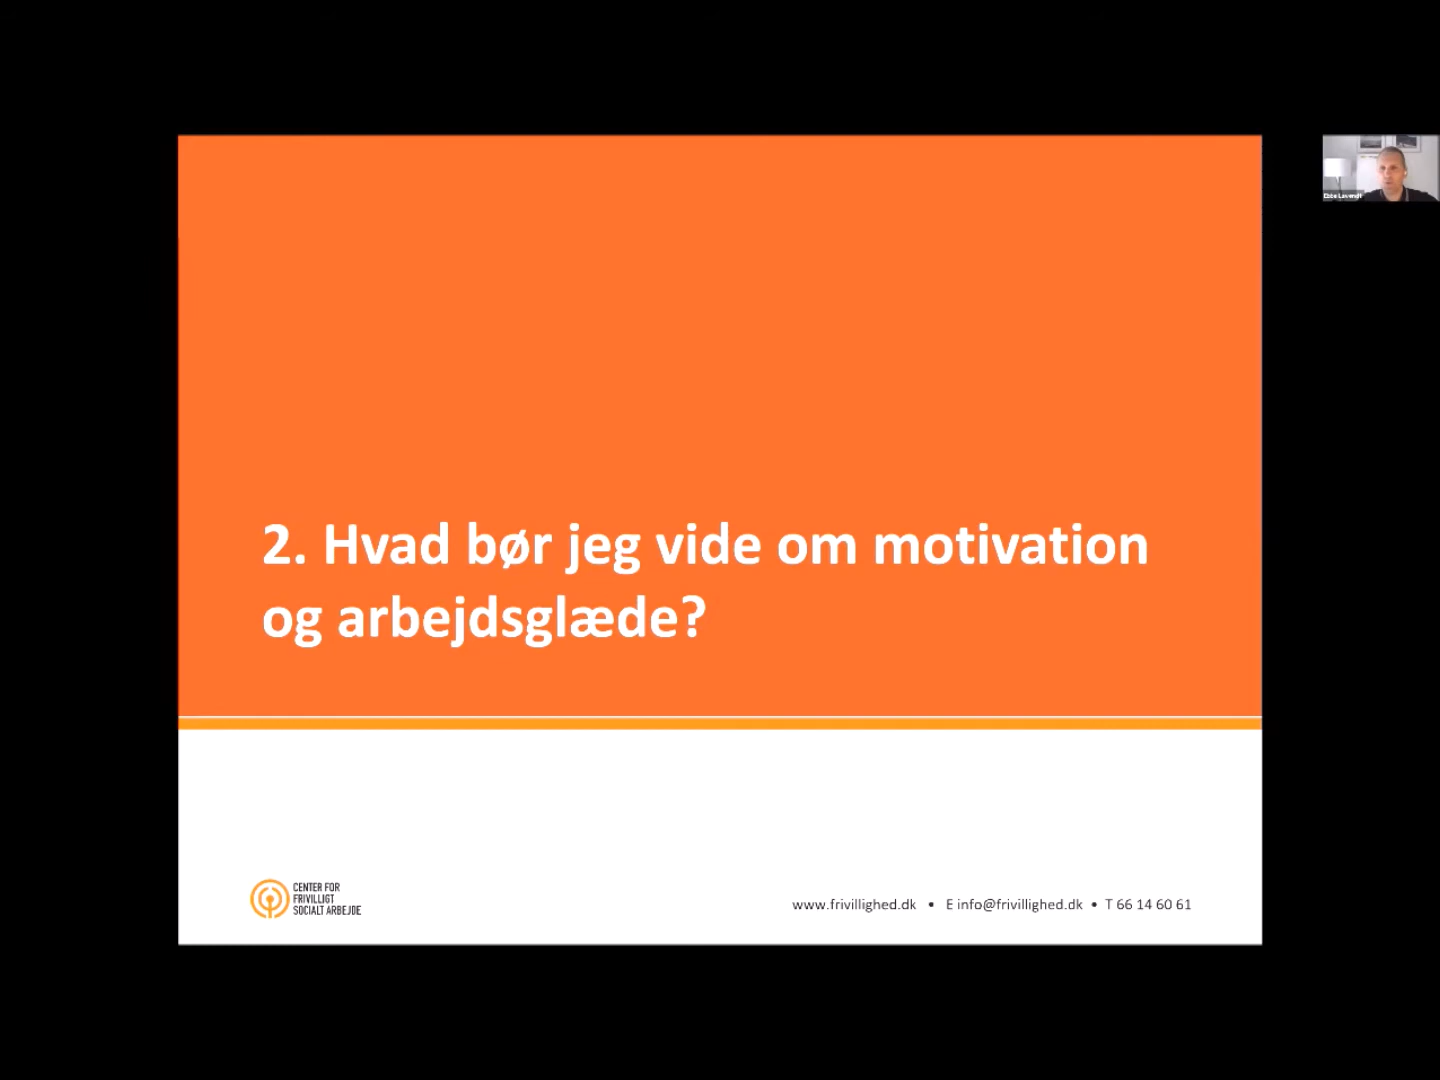 2. Hvad bør jeg vide om motivation
og arbejdsglæde?
CENTER FOR
FRIVILLIGT
SOCIALT ARBEJDE
www.frivillighed.dk • E info@frivillighed.dk • T 66 14 60 61